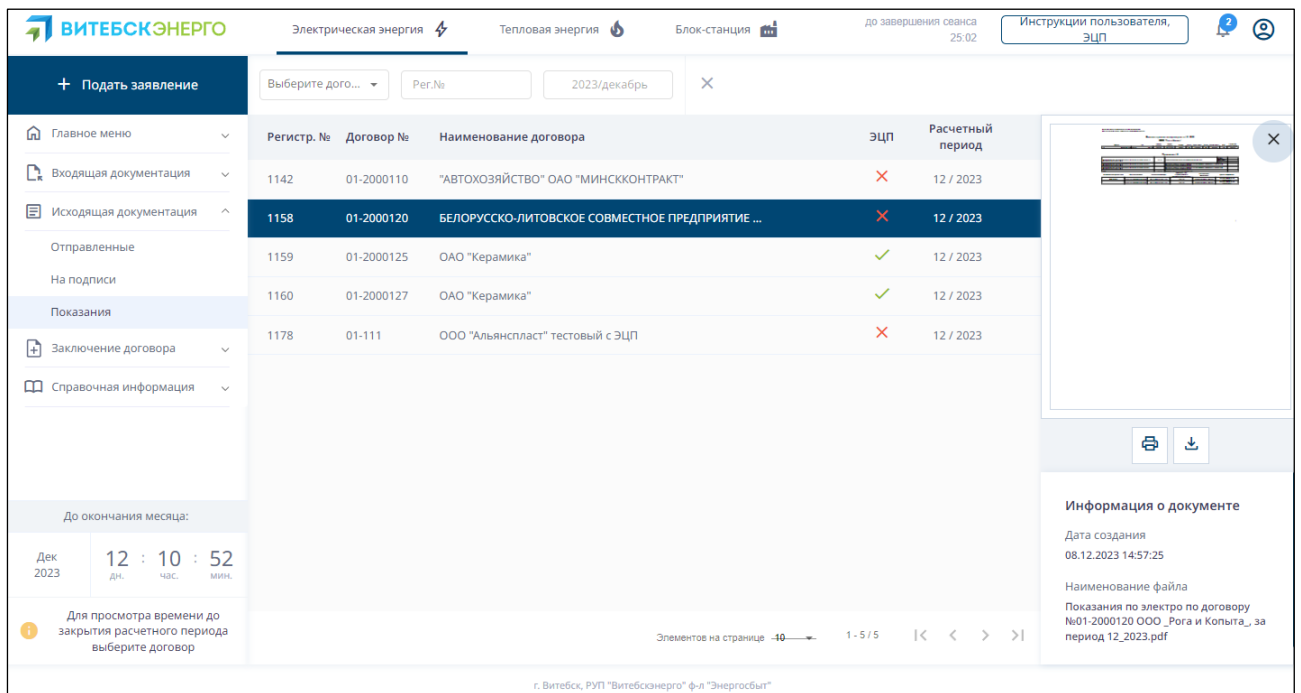 ВИТЕБСКЭНЕРГО
Электрическая энергия
Тепловая энергия
Блок-станция
до завершения сеанса
25:02
Инструкции пользователя,
ЭЦП
2
+ Подать заявление
Выберите дого...
Рег.№
2023/декабрь
Главное меню
Входящая документация
Исходящая документация
Отправленные
На подписи
Показания
Заключение договора
Справочная информация
Регистр. № Договор № Наименование договора ЭЦП Расчетный
период
1142 01-2000110 "АВТОХОЗЯЙСТВО" ОАО "МИНСККОНТРАКТ" 12 / 2023
1158 01-2000120 БЕЛОРУССКО-ЛИТОВСКОЕ СОВМЕСТНОЕ ПРЕДПРИЯТИЕ ... 12 / 2023
1159 01-2000125 ОАО "Керамика" 12 / 2023
1160 01-2000127 ОАО "Керамика" 12 / 2023
1178 01-111 ООО "Альянспласт" тестовый с ЭЦП 12 / 2023
До окончания месяца:
Дек
2023
12 : 10 : 52
дн. час. мин.
Для просмотра времени до
закрытия расчетного периода
выберите договор
Элементов на странице 10
1 - 5 / 5
Информация о документе
Дата создания
08.12.2023 14:57:25
Наименование файла
Показания по электро по договору
№01-2000120 ООО _Рога и Копыта_, за
период 12_2023.pdf
г. Витебск, РУП "Витебскэнерго" ф-л "Энергосбыт"